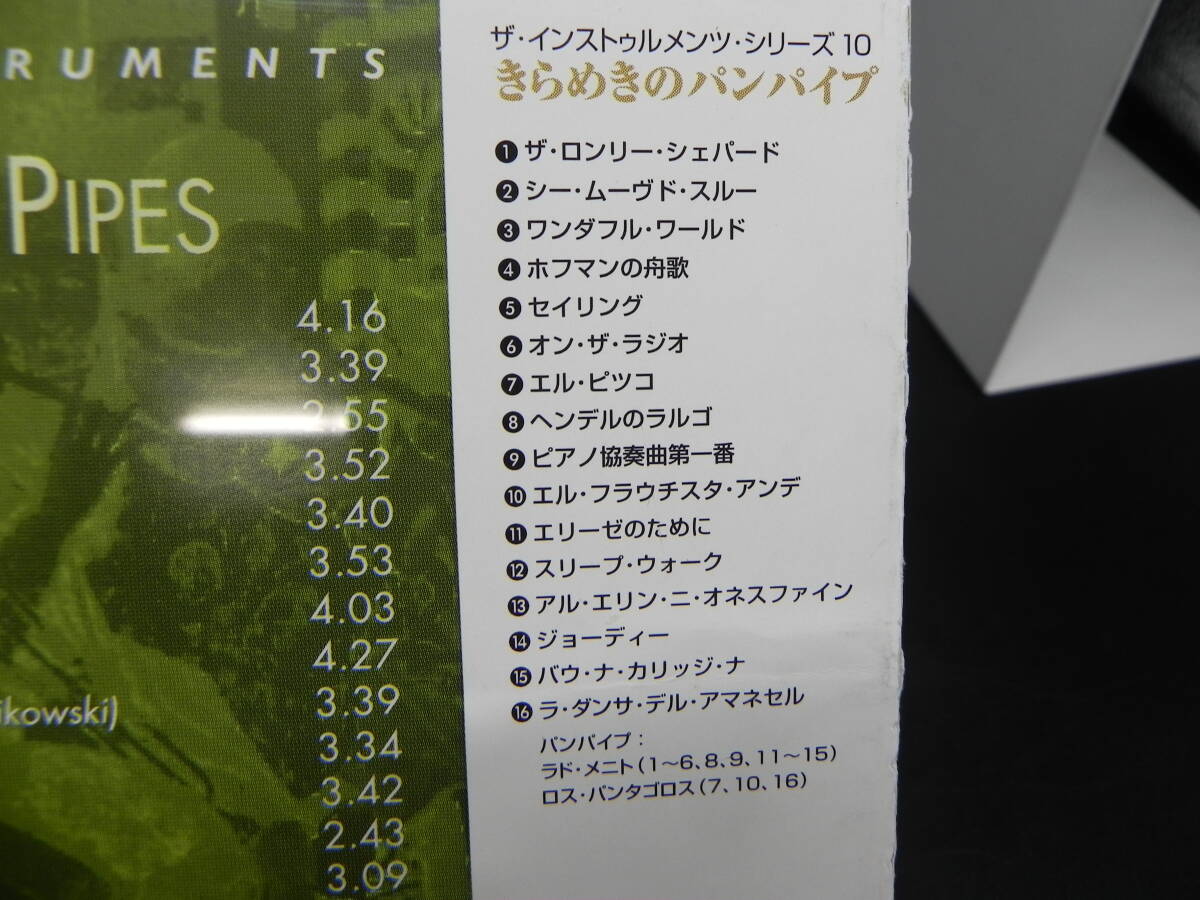 RUMENTS
PIPES
4.16
3.39
2.55
3.52
3.40
3.53
4.03
4.27
3.39
ikowski)
3.34
3.42
2.43
3.09
ザ・インストゥルメンツ・シリーズ 10
きらめきのパンパイプ
❶ ザ・ロンリー・シェパード
❷ シー・ムーヴド・スルー
❸ ワンダフル・ワールド
❹ ホフマンの舟歌
❺ セイリング
❻ オン・ザ・ラジオ
❼ エル・ピツコ
❽ ヘンデルのラルゴ
❾ ピアノ協奏曲第一番
❿ エル・フラウチスタ・アンデ
⓫ エリーゼのために
⓬ スリープ・ウォーク
⓭ アル・エリン・ニ・オネスファイン
⓮ ジョーディー
⓯ バウ・ナ・カリッジ・ナ
⓰ ラ・ダンサ・デル・アマネセル
パンパイプ：
ラド・メニト(1〜6、8、9、11〜15)
ロス・パンタゴロス(7、10、16)